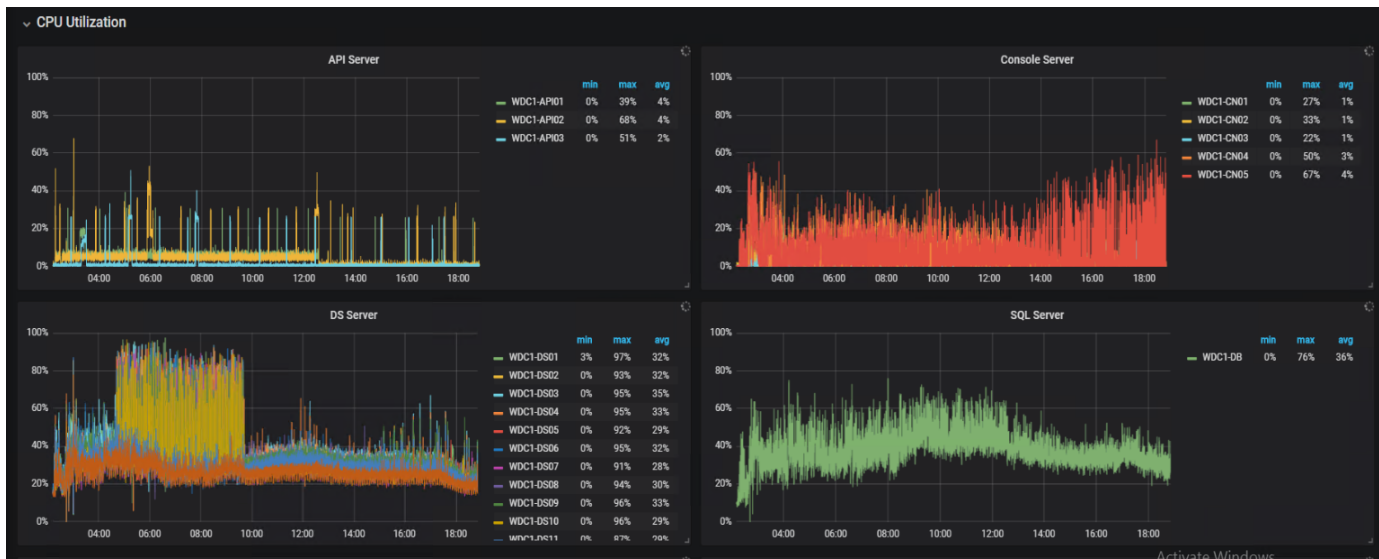 CPU Utilization
API Server
min max avg
WDC1-API01 0% 39% 4%
WDC1-API02 0% 68% 4%
WDC1-API03 0% 51% 2%
100%
80%
60%
40%
20%
0%
04:00 06:00 08:00 10:00 12:00 14:00 16:00 18:00
Console Server
min max avg
WDC1-CN01 0% 27% 1%
WDC1-CN02 0% 33% 1%
WDC1-CN03 0% 22% 1%
WDC1-CN04 0% 50% 3%
WDC1-CN05 0% 67% 4%
100%
80%
60%
40%
20%
0%
04:00 06:00 08:00 10:00 12:00 14:00 16:00 18:00
DS Server
min max avg
WDC1-DS01 3% 97% 32%
WDC1-DS02 0% 93% 32%
WDC1-DS03 0% 95% 35%
WDC1-DS04 0% 95% 33%
WDC1-DS05 0% 92% 29%
WDC1-DS06 0% 95% 32%
WDC1-DS07 0% 91% 28%
WDC1-DS08 0% 94% 30%
WDC1-DS09 0% 96% 33%
WDC1-DS10 0% 96% 29%
WDC1-DS11 0% 87% 29%
100%
80%
60%
40%
20%
0%
04:00 06:00 08:00 10:00 12:00 14:00 16:00 18:00
SQL Server
min max avg
WDC1-DB 0% 76% 36%
100%
80%
60%
40%
20%
0%
04:00 06:00 08:00 10:00 12:00 14:00 16:00 18:00
Activate Windows